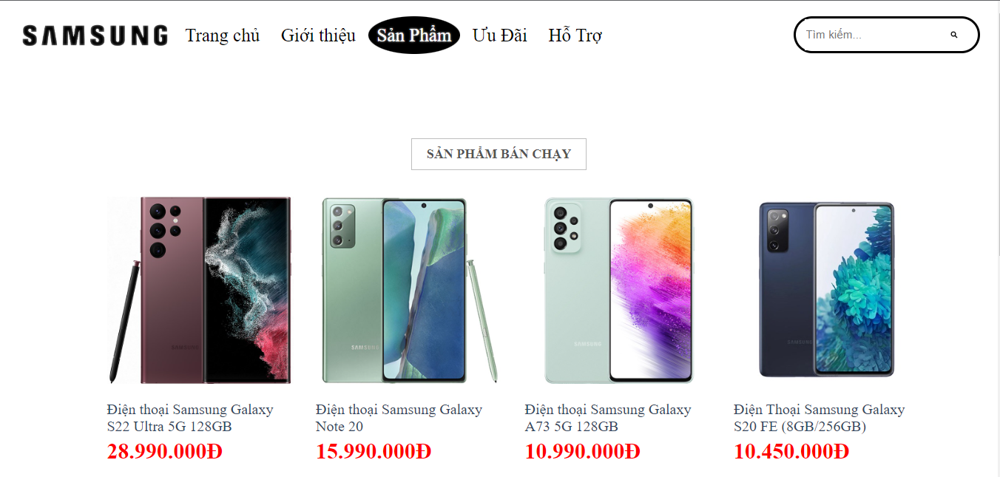 SAMSUNG Trang chủ Giới thiệu Sản Phẩm Ưu Đãi Hỗ Trợ Tìm kiếm...
SẢN PHẨM BÁN CHẠY
SAMSUNG SAMSUNG SAMSUNG SAMSUNG
Điện thoại Samsung Galaxy
S22 Ultra 5G 128GB
28.990.000Đ
Điện thoại Samsung Galaxy
Note 20
15.990.000Đ
Điện thoại Samsung Galaxy
A73 5G 128GB
10.990.000Đ
Điện Thoại Samsung Galaxy
S20 FE (8GB/256GB)
10.450.000Đ